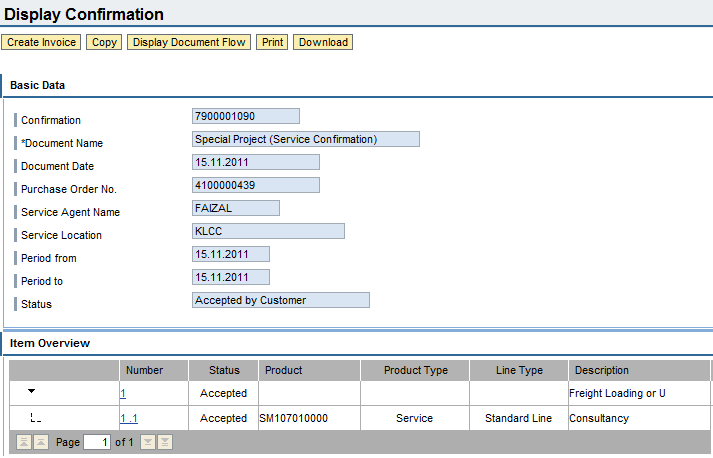 Display Confirmation
Create Invoice Copy Display Document Flow Print Download
Basic Data
Confirmation 7900001090
*Document Name Special Project (Service Confirmation)
Document Date 15.11.2011
Purchase Order No. 4100000439
Service Agent Name FAIZAL
Service Location KLCC
Period from 15.11.2011
Period to 15.11.2011
Status Accepted by Customer
Item Overview
Number Status Product Product Type Line Type Description
1 Accepted Freight Loading or U
1 .1 Accepted SM107010000 Service Standard Line Consultancy
Page 1 of 1